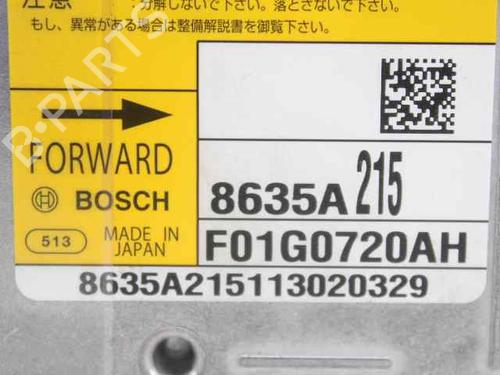 注意 :分解しないで下さい。落とさないで下さい。
もし、異常がある場合は整備解説書を御覧下さい。
B-PARTS
FORWARD
BOSCH
8635A 215
513 MADE IN JAPAN
F01G0720AH
8635A215113020329